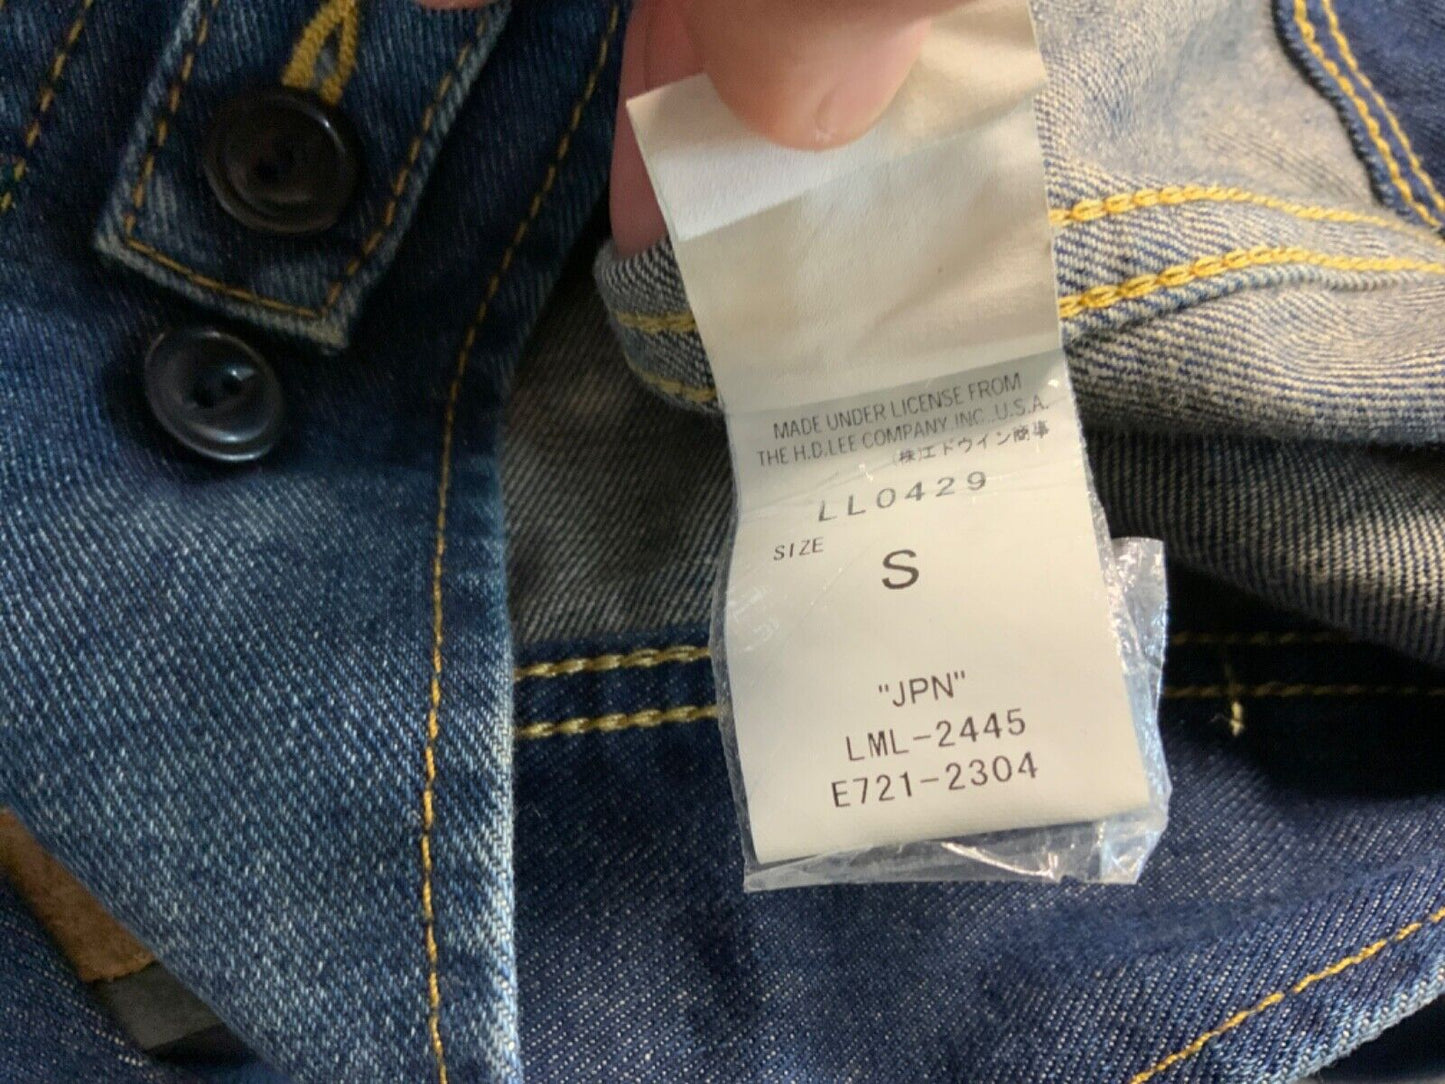 MADE UNDER LICENSE FROM
THE H.D.LEE COMPANY INC.,U.S.A.
(株)エドウイン商事
LL0429
SIZE
S
"JPN"
LML-2445
E721-2304